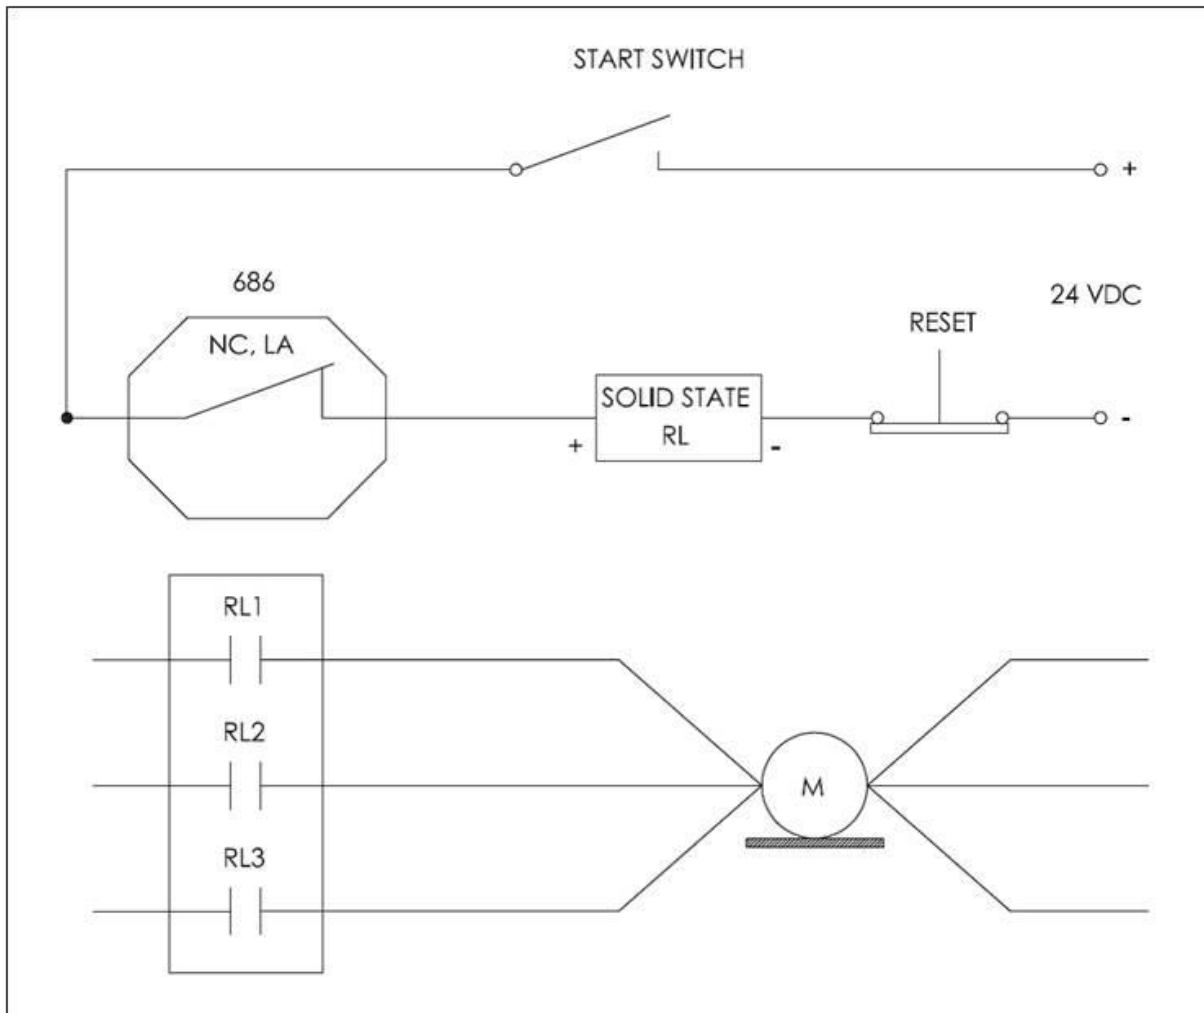 START SWITCH
+
686
24 VDC
NC, LA
RESET
SOLID STATE
RL
+
-
-
RL1
RL2
M
RL3